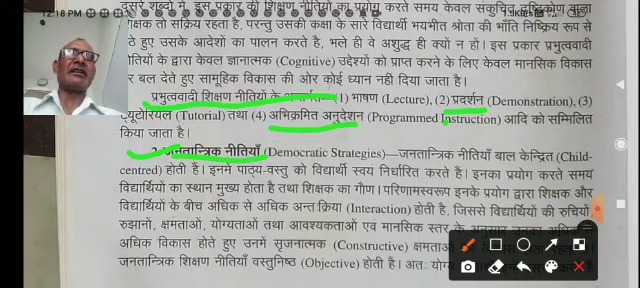 12:18 PM
दूसरे शब्दों में, इस प्रकार की शिक्षण नीतियों का प्रयोग करते समय केवल संकुचित दृष्टिकोण वाला
शिक्षक तो सक्रिय रहता है, परन्तु उसकी कक्षा के सारे विद्यार्थी भयभीत श्रोता की भाँति निष्क्रिय रूप से
हुए उसके आदेशों का पालन करते है, भले ही वे अशुद्ध ही क्यों न हो। इस प्रकार प्रभुत्ववादी
के द्वारा केवल ज्ञानात्मक (Cognitive) उद्देश्यों को प्राप्त करने के लिए केवल मानसिक विकास
बल देते हुए सामूहिक विकास की ओर कोई ध्यान नहीं दिया जाता है।
प्रभुत्ववादी शिक्षण नीतियों के (1) भाषण (Lecture), (2) प्रदर्शन (Demonstration), (3)
ट्यूटोरियल (Tutorial) तथा (4) अभिक्रमित अनुदेशन (Programmed Instruction) आदि को सम्मिलित
किया जाता है।
2. जनतान्त्रिक नीतियाँ (Democratic Strategies)—जनतान्त्रिक नीतियाँ बाल केन्द्रित (Child-
centred) होती हैं। इनमे पाठ्य-वस्तु को विद्यार्थी स्वयं निर्धारित करते है। इनका प्रयोग करते समय
विद्यार्थियों का स्थान मुख्य होता है तथा शिक्षक का गौण। परिणामस्वरूप इनके प्रयोग द्वारा शिक्षक और
विद्यार्थियों के बीच अधिक से अधिक अन्त क्रिया (Interaction) होती है, जिससे विद्यार्थियों की रुचियों
रुझानो, क्षमताओं, योग्यताओं तथा आवश्यकताओं एवं मानसिक स्तर के
अधिक विकास होते हुए उनमें सृजनात्मक (Constructive) क्षमताओं
जनतान्त्रिक शिक्षण नीतियाँ वस्तुनिष्ठ (Objective) होती है। अतः